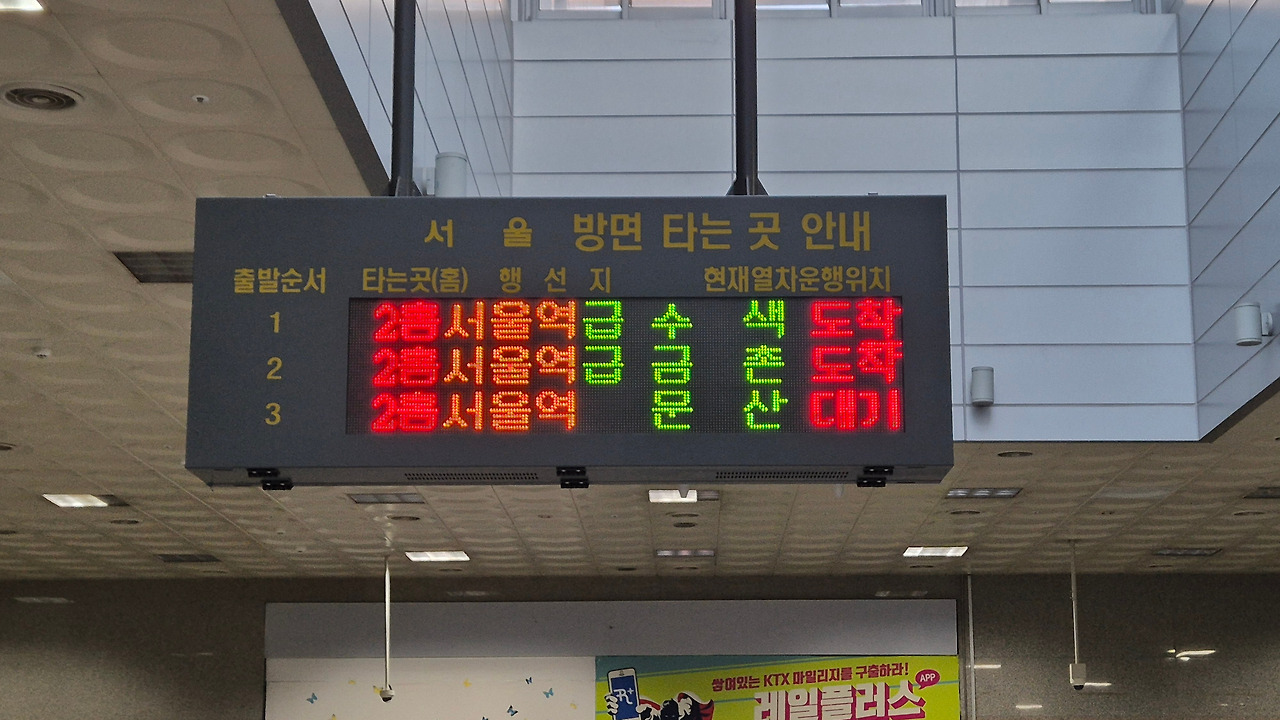 서 울 방면 타는 곳 안내
출발순서 타는곳(홈) 행 선 지 현재열차운행위치
1 2홈 서울역급 수 색 도착
2 2홈 서울역급 금 촌 도착
3 2홈 서울역 문 산 대기
쌓여있는 KTX 마일리지를 구출하라!
APP
R+
레일플러스